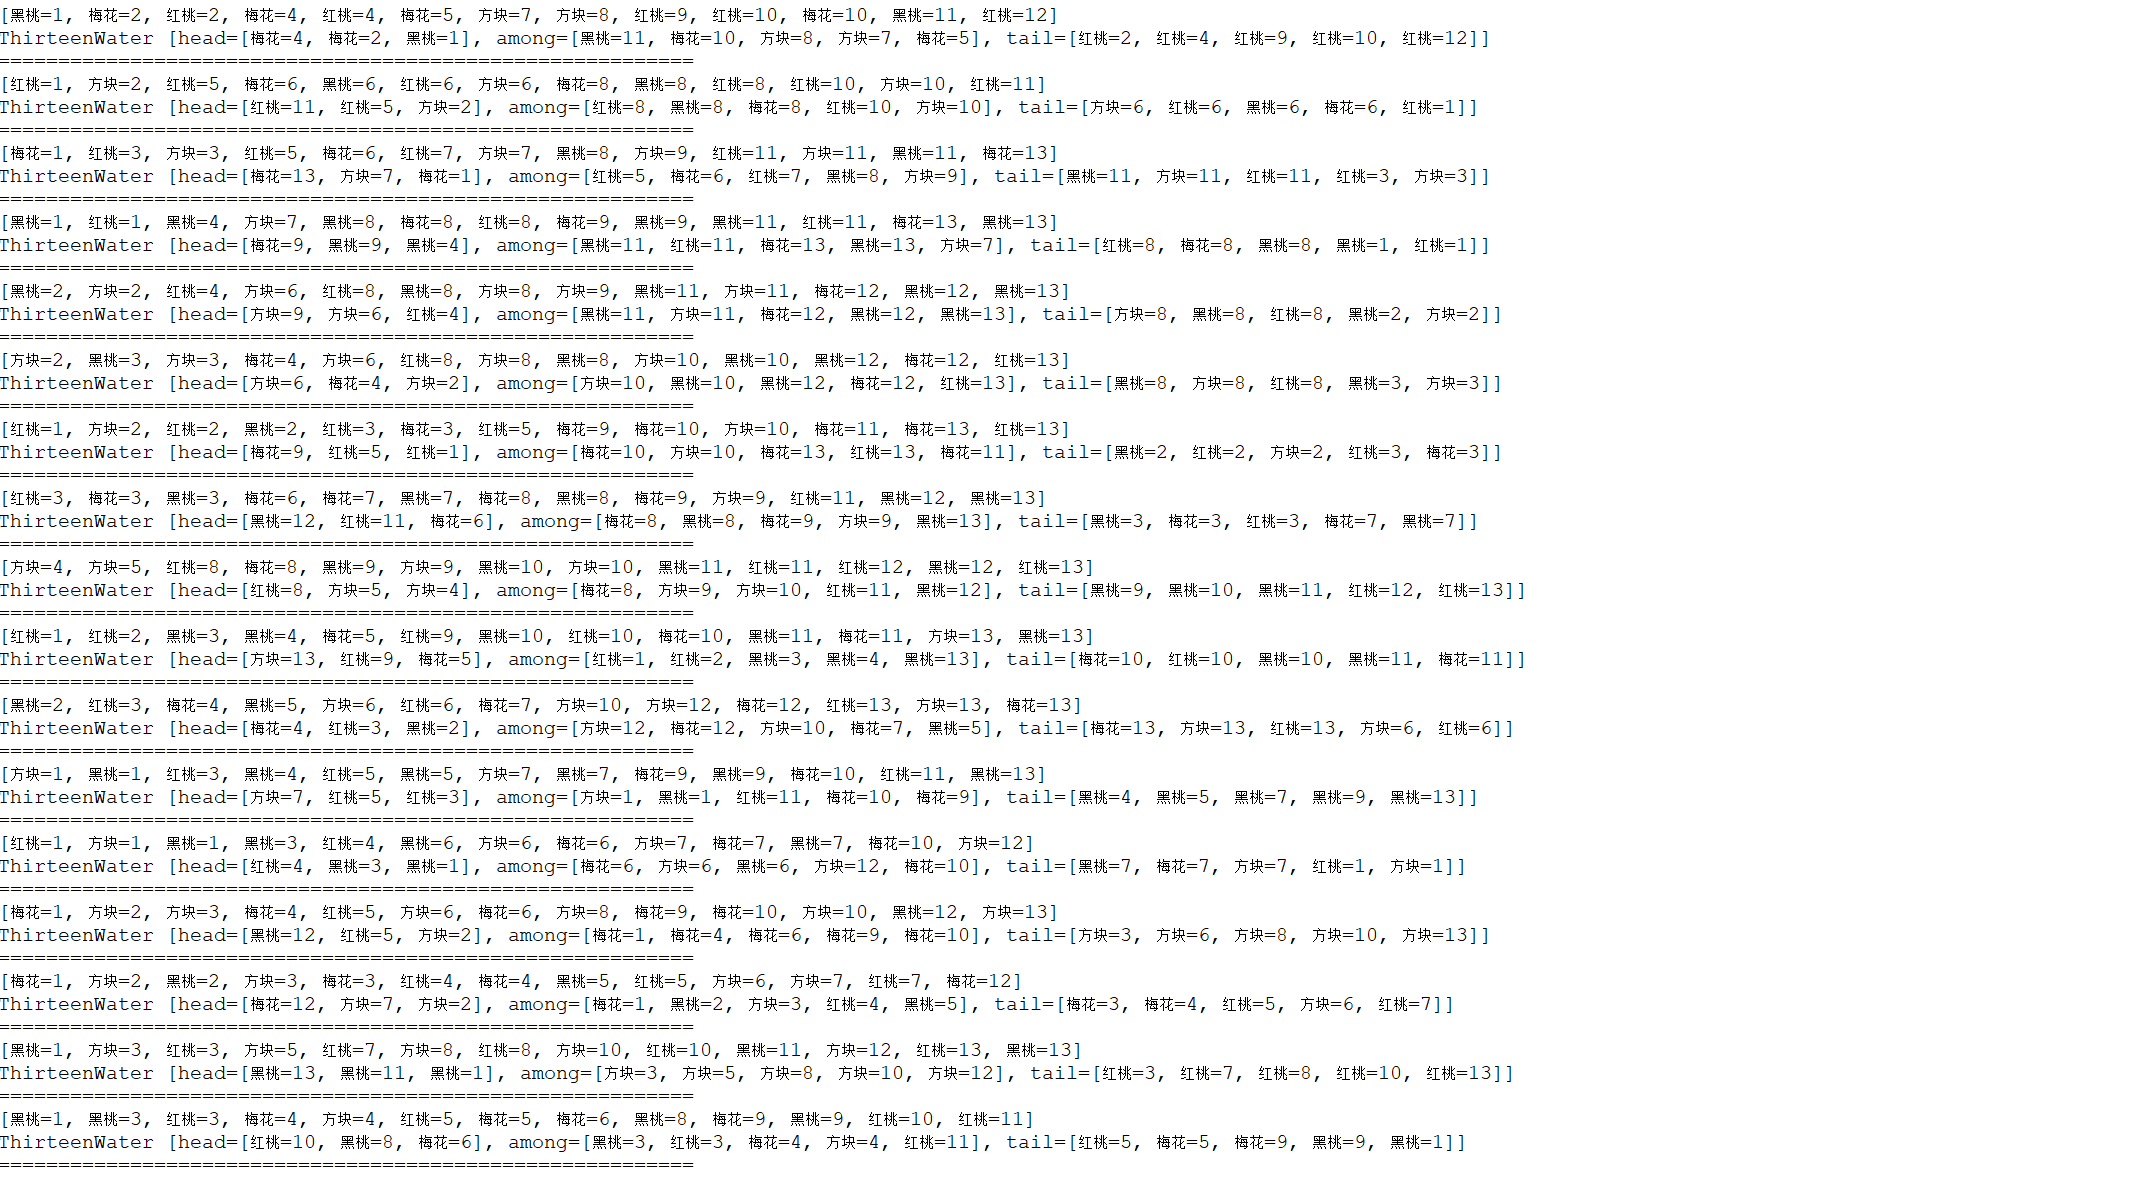 [黑桃=1, 梅花=2, 红桃=2, 梅花=4, 红桃=4, 梅花=5, 方块=7, 方块=8, 红桃=9, 红桃=10, 梅花=10, 黑桃=11, 红桃=12]
ThirteenWater [head=[梅花=4, 梅花=2, 黑桃=1], among=[黑桃=11, 梅花=10, 方块=8, 方块=7, 梅花=5], tail=[红桃=2, 红桃=4, 红桃=9, 红桃=10, 红桃=12]]
==========================================================
[红桃=1, 方块=2, 红桃=5, 梅花=6, 黑桃=6, 红桃=6, 方块=6, 梅花=8, 黑桃=8, 红桃=8, 红桃=10, 方块=10, 红桃=11]
ThirteenWater [head=[红桃=11, 红桃=5, 方块=2], among=[红桃=8, 黑桃=8, 梅花=8, 红桃=10, 方块=10], tail=[方块=6, 红桃=6, 黑桃=6, 梅花=6, 红桃=1]]
==========================================================
[梅花=1, 红桃=3, 方块=3, 红桃=5, 梅花=6, 红桃=7, 方块=7, 黑桃=8, 方块=9, 红桃=11, 方块=11, 黑桃=11, 梅花=13]
ThirteenWater [head=[梅花=13, 方块=7, 梅花=1], among=[红桃=5, 梅花=6, 红桃=7, 黑桃=8, 方块=9], tail=[黑桃=11, 方块=11, 红桃=11, 红桃=3, 方块=3]]
==========================================================
[黑桃=1, 红桃=1, 黑桃=4, 方块=7, 黑桃=8, 梅花=8, 红桃=8, 梅花=9, 黑桃=9, 黑桃=11, 红桃=11, 梅花=13, 黑桃=13]
ThirteenWater [head=[梅花=9, 黑桃=9, 黑桃=4], among=[黑桃=11, 红桃=11, 梅花=13, 黑桃=13, 方块=7], tail=[红桃=8, 梅花=8, 黑桃=8, 黑桃=1, 红桃=1]]
==========================================================
[黑桃=2, 方块=2, 红桃=4, 方块=6, 红桃=8, 黑桃=8, 方块=8, 方块=9, 黑桃=11, 方块=11, 梅花=12, 黑桃=12, 黑桃=13]
ThirteenWater [head=[方块=9, 方块=6, 红桃=4], among=[黑桃=11, 方块=11, 梅花=12, 黑桃=12, 黑桃=13], tail=[方块=8, 黑桃=8, 红桃=8, 黑桃=2, 方块=2]]
==========================================================
[方块=2, 黑桃=3, 方块=3, 梅花=4, 方块=6, 红桃=8, 方块=8, 黑桃=8, 方块=10, 黑桃=10, 黑桃=12, 梅花=12, 红桃=13]
ThirteenWater [head=[方块=6, 梅花=4, 方块=2], among=[方块=10, 黑桃=10, 黑桃=12, 梅花=12, 红桃=13], tail=[黑桃=8, 方块=8, 红桃=8, 黑桃=3, 方块=3]]
==========================================================
[红桃=1, 方块=2, 红桃=2, 黑桃=2, 红桃=3, 梅花=3, 红桃=5, 梅花=9, 梅花=10, 方块=10, 梅花=11, 梅花=13, 红桃=13]
ThirteenWater [head=[梅花=9, 红桃=5, 红桃=1], among=[梅花=10, 方块=10, 梅花=13, 红桃=13, 梅花=11], tail=[黑桃=2, 红桃=2, 方块=2, 红桃=3, 梅花=3]]
==========================================================
[红桃=3, 梅花=3, 黑桃=3, 梅花=6, 梅花=7, 黑桃=7, 梅花=8, 黑桃=8, 梅花=9, 方块=9, 红桃=11, 黑桃=12, 黑桃=13]
ThirteenWater [head=[黑桃=12, 红桃=11, 梅花=6], among=[梅花=8, 黑桃=8, 梅花=9, 方块=9, 黑桃=13], tail=[黑桃=3, 梅花=3, 红桃=3, 梅花=7, 黑桃=7]]
==========================================================
[方块=4, 方块=5, 红桃=8, 梅花=8, 黑桃=9, 方块=9, 黑桃=10, 方块=10, 黑桃=11, 红桃=11, 红桃=12, 黑桃=12, 红桃=13]
ThirteenWater [head=[红桃=8, 方块=5, 方块=4], among=[梅花=8, 方块=9, 方块=10, 红桃=11, 黑桃=12], tail=[黑桃=9, 黑桃=10, 黑桃=11, 红桃=12, 红桃=13]]
==========================================================
[红桃=1, 红桃=2, 黑桃=3, 黑桃=4, 梅花=5, 红桃=9, 黑桃=10, 红桃=10, 梅花=10, 黑桃=11, 梅花=11, 方块=13, 黑桃=13]
ThirteenWater [head=[方块=13, 红桃=9, 梅花=5], among=[红桃=1, 红桃=2, 黑桃=3, 黑桃=4, 黑桃=13], tail=[梅花=10, 红桃=10, 黑桃=10, 黑桃=11, 梅花=11]]
==========================================================
[黑桃=2, 红桃=3, 梅花=4, 黑桃=5, 方块=6, 红桃=6, 梅花=7, 方块=10, 方块=12, 梅花=12, 红桃=13, 方块=13, 梅花=13]
ThirteenWater [head=[梅花=4, 红桃=3, 黑桃=2], among=[方块=12, 梅花=12, 方块=10, 梅花=7, 黑桃=5], tail=[梅花=13, 方块=13, 红桃=13, 方块=6, 红桃=6]]
==========================================================
[方块=1, 黑桃=1, 红桃=3, 黑桃=4, 红桃=5, 黑桃=5, 方块=7, 黑桃=7, 梅花=9, 黑桃=9, 梅花=10, 红桃=11, 黑桃=13]
ThirteenWater [head=[方块=7, 红桃=5, 红桃=3], among=[方块=1, 黑桃=1, 红桃=11, 梅花=10, 梅花=9], tail=[黑桃=4, 黑桃=5, 黑桃=7, 黑桃=9, 黑桃=13]]
==========================================================
[红桃=1, 方块=1, 黑桃=1, 黑桃=3, 红桃=4, 黑桃=6, 方块=6, 梅花=6, 方块=7, 梅花=7, 黑桃=7, 梅花=10, 方块=12]
ThirteenWater [head=[红桃=4, 黑桃=3, 黑桃=1], among=[梅花=6, 方块=6, 黑桃=6, 方块=12, 梅花=10], tail=[黑桃=7, 梅花=7, 方块=7, 红桃=1, 方块=1]]
==========================================================
[梅花=1, 方块=2, 方块=3, 梅花=4, 红桃=5, 方块=6, 梅花=6, 方块=8, 梅花=9, 梅花=10, 方块=10, 黑桃=12, 方块=13]
ThirteenWater [head=[黑桃=12, 红桃=5, 方块=2], among=[梅花=1, 梅花=4, 梅花=6, 梅花=9, 梅花=10], tail=[方块=3, 方块=6, 方块=8, 方块=10, 方块=13]]
==========================================================
[梅花=1, 方块=2, 黑桃=2, 方块=3, 梅花=3, 红桃=4, 梅花=4, 黑桃=5, 红桃=5, 方块=6, 方块=7, 红桃=7, 梅花=12]
ThirteenWater [head=[梅花=12, 方块=7, 方块=2], among=[梅花=1, 黑桃=2, 方块=3, 红桃=4, 黑桃=5], tail=[梅花=3, 梅花=4, 红桃=5, 方块=6, 红桃=7]]
==========================================================
[黑桃=1, 方块=3, 红桃=3, 方块=5, 红桃=7, 方块=8, 红桃=8, 方块=10, 红桃=10, 黑桃=11, 方块=12, 红桃=13, 黑桃=13]
ThirteenWater [head=[黑桃=13, 黑桃=11, 黑桃=1], among=[方块=3, 方块=5, 方块=8, 方块=10, 方块=12], tail=[红桃=3, 红桃=7, 红桃=8, 红桃=10, 红桃=13]]
==========================================================
[黑桃=1, 黑桃=3, 红桃=3, 梅花=4, 方块=4, 红桃=5, 梅花=5, 梅花=6, 黑桃=8, 梅花=9, 黑桃=9, 红桃=10, 红桃=11]
ThirteenWater [head=[红桃=10, 黑桃=8, 梅花=6], among=[黑桃=3, 红桃=3, 梅花=4, 方块=4, 红桃=11], tail=[红桃=5, 梅花=5, 梅花=9, 黑桃=9, 黑桃=1]]
==========================================================